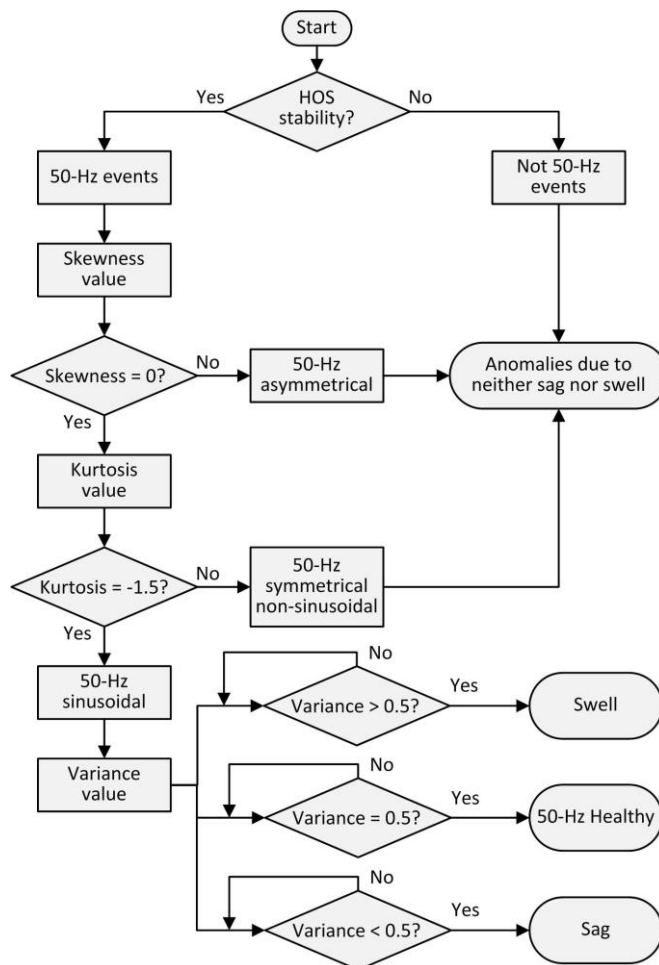 Start
HOS
stability?
Yes
No
50-Hz events
Not 50-Hz
events
Skewness
value
Skewness = 0?
No
50-Hz
asymmetrical
Anomalies due to
neither sag nor swell
Yes
Kurtosis
value
Kurtosis = -1.5?
No
50-Hz
symmetrical
non-sinusoidal
Yes
50-Hz
sinusoidal
Variance
value
No
Variance > 0.5?
Yes
Swell
No
Variance = 0.5?
Yes
50-Hz Healthy
No
Variance < 0.5?
Yes
Sag